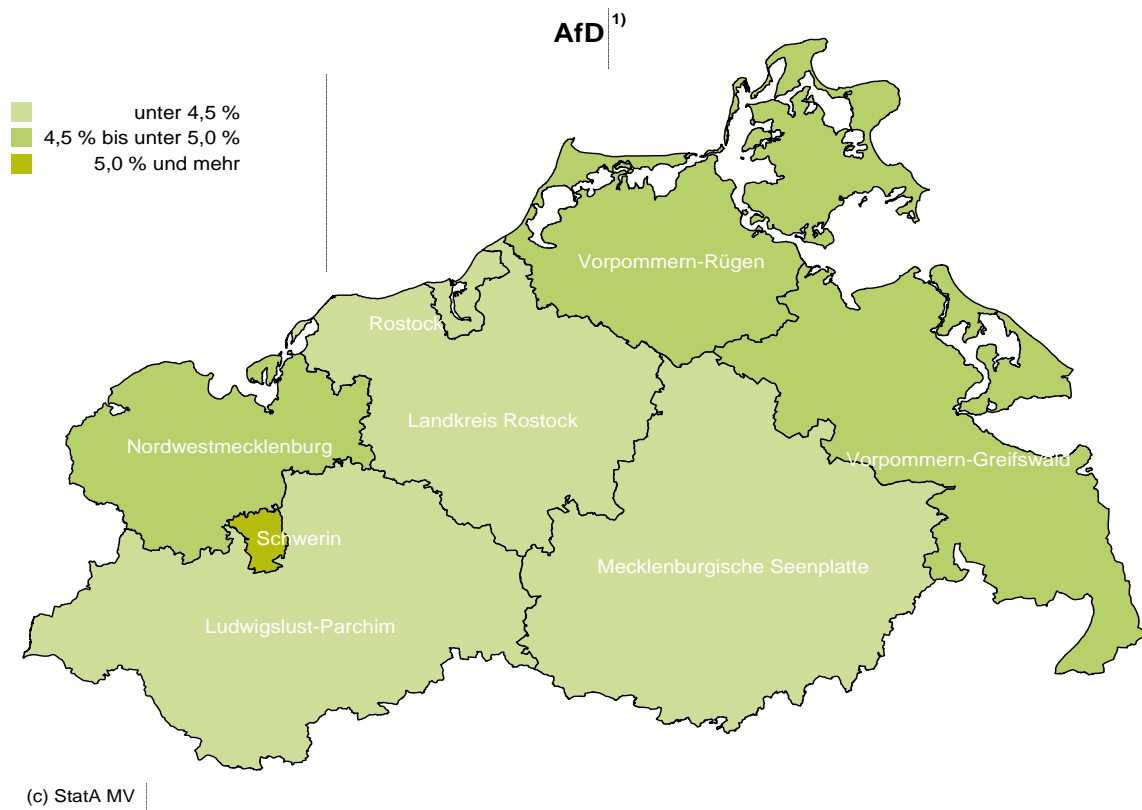 AfD 1)
unter 4,5 %
4,5 % bis unter 5,0 %
5,0 % und mehr
Vorpommern-Rügen
Rostock
Landkreis Rostock
Nordwestmecklenburg
Vorpommern-Greifswald
Schwerin
Mecklenburgische Seenplatte
Ludwigslust-Parchim
(c) StatA MV